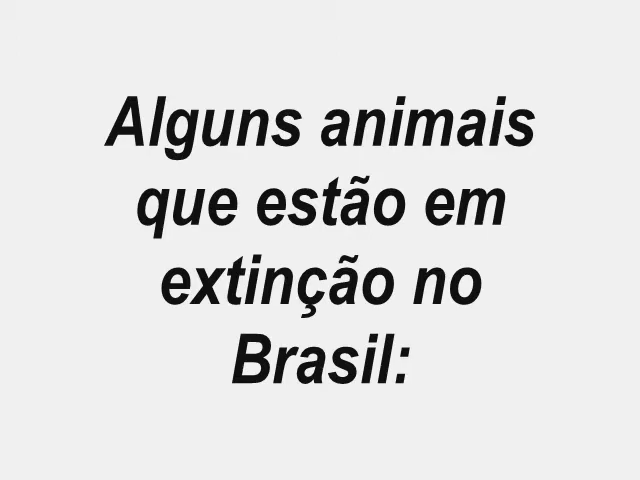 Alguns animais
que estão em
extinção no
Brasil: